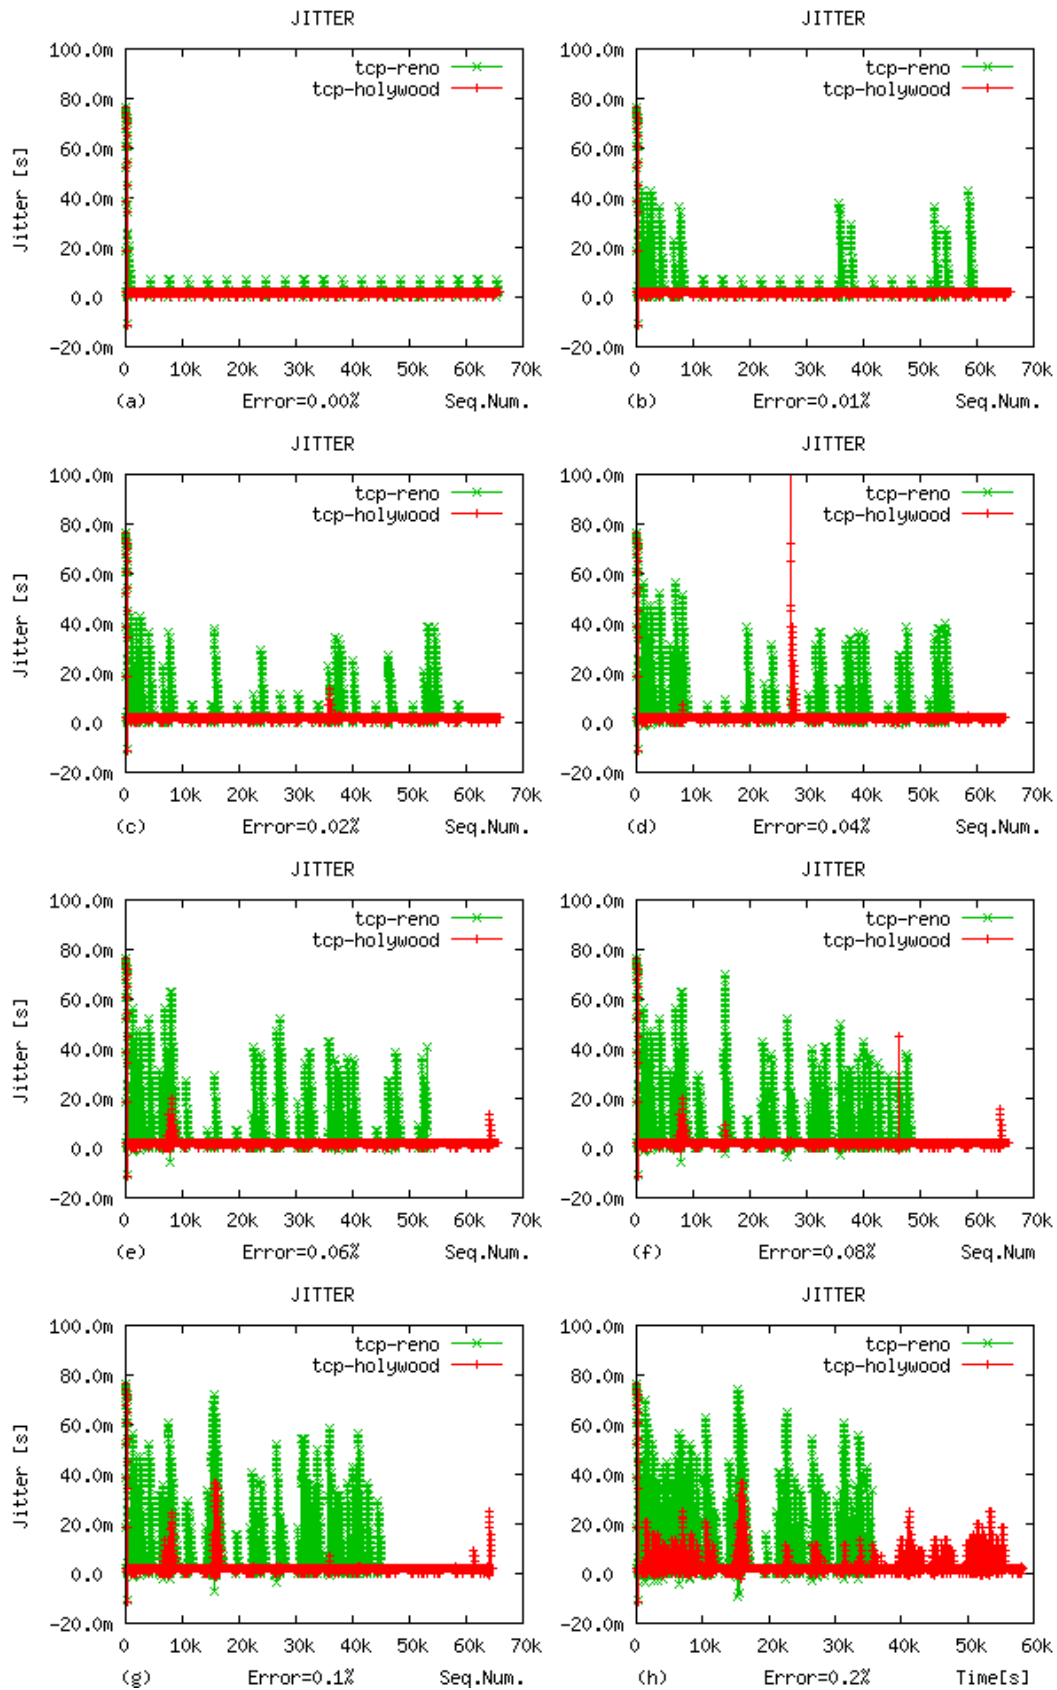 JITTER JITTER
100.0m 100.0m
tcp-reno tcp-reno
tcp-holywood tcp-holywood
80.0m 80.0m
60.0m 60.0m
Jitter [s]
40.0m 40.0m
20.0m 20.0m
0.0 0.0
-20.0m -20.0m
0 10k 20k 30k 40k 50k 60k 70k 0 10k 20k 30k 40k 50k 60k 70k
(a) Error=0.00% Seq.Num. (b) Error=0.01% Seq.Num.
JITTER JITTER
100.0m 100.0m
tcp-reno tcp-reno
tcp-holywood tcp-holywood
80.0m 80.0m
60.0m 60.0m
Jitter [s]
40.0m 40.0m
20.0m 20.0m
0.0 0.0
-20.0m -20.0m
0 10k 20k 30k 40k 50k 60k 70k 0 10k 20k 30k 40k 50k 60k 70k
(c) Error=0.02% Seq.Num. (d) Error=0.04% Seq.Num.
JITTER JITTER
100.0m 100.0m
tcp-reno tcp-reno
tcp-holywood tcp-holywood
80.0m 80.0m
60.0m 60.0m
Jitter [s]
40.0m 40.0m
20.0m 20.0m
0.0 0.0
-20.0m -20.0m
0 10k 20k 30k 40k 50k 60k 70k 0 10k 20k 30k 40k 50k 60k 70k
(e) Error=0.06% Seq.Num. (f) Error=0.08% Seq.Num
JITTER JITTER
100.0m 100.0m
tcp-reno tcp-reno
tcp-holywood tcp-holywood
80.0m 80.0m
60.0m 60.0m
Jitter [s]
40.0m 40.0m
20.0m 20.0m
0.0 0.0
-20.0m -20.0m
0 10k 20k 30k 40k 50k 60k 70k 0 10k 20k 30k 40k 50k 60k
(g) Error=0.1% Seq.Num. (h) Error=0.2% Time[s]